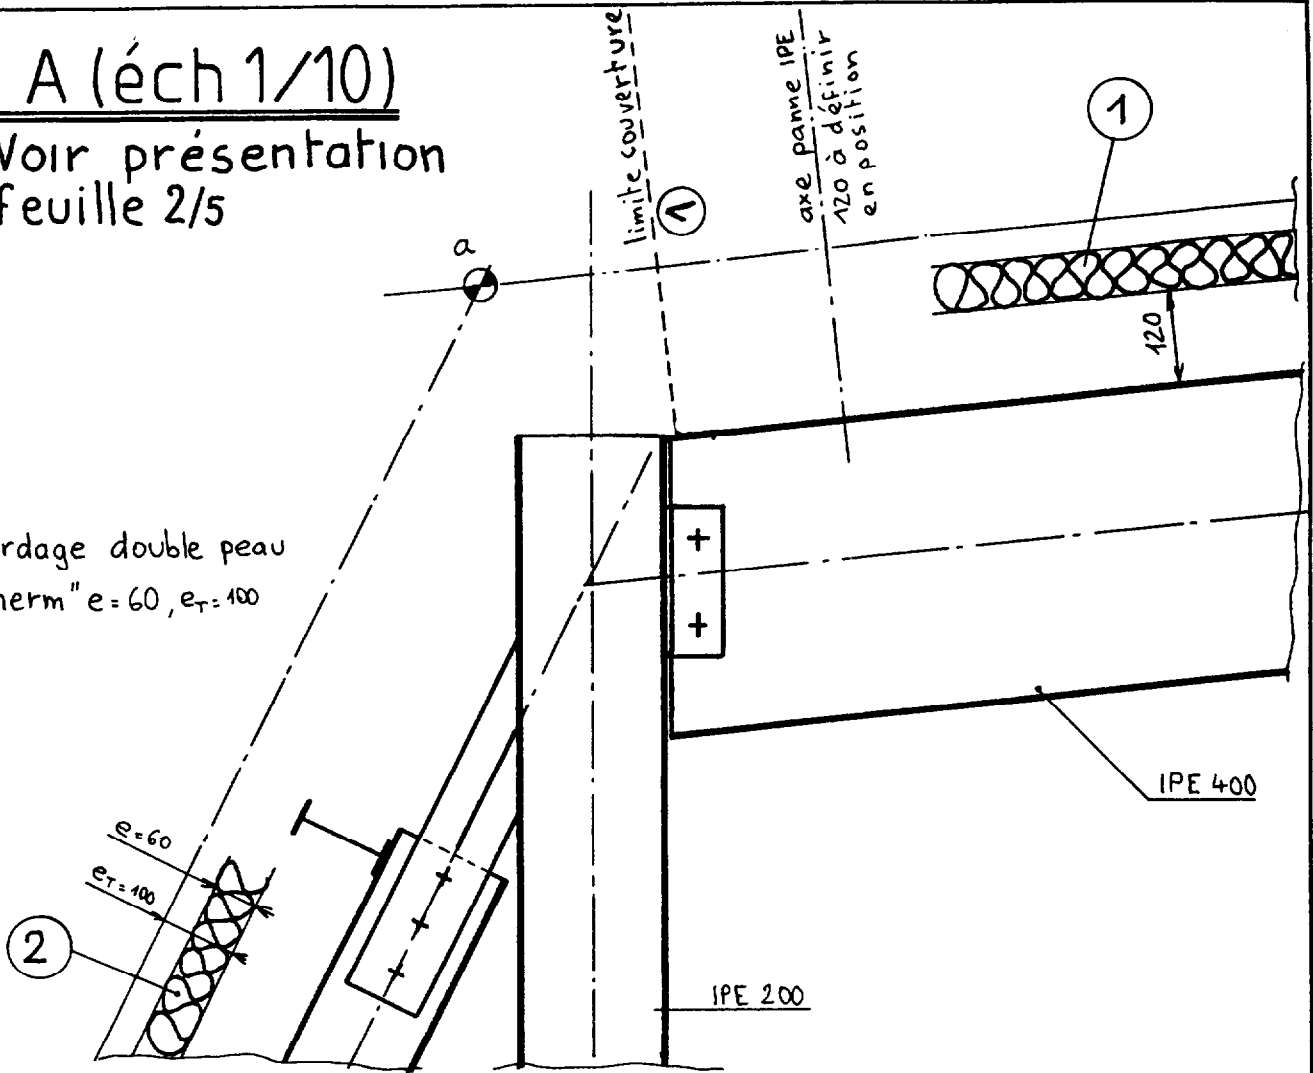 A (éch 1/10)
Voir présentation
feuille 2/5
limite couverture
1
axe panne IPE
120 à définir
en position
1
a
120
rdage double peau
herm" e=60, eT=100
IPE 400
e=60
eT=100
2
IPE 200